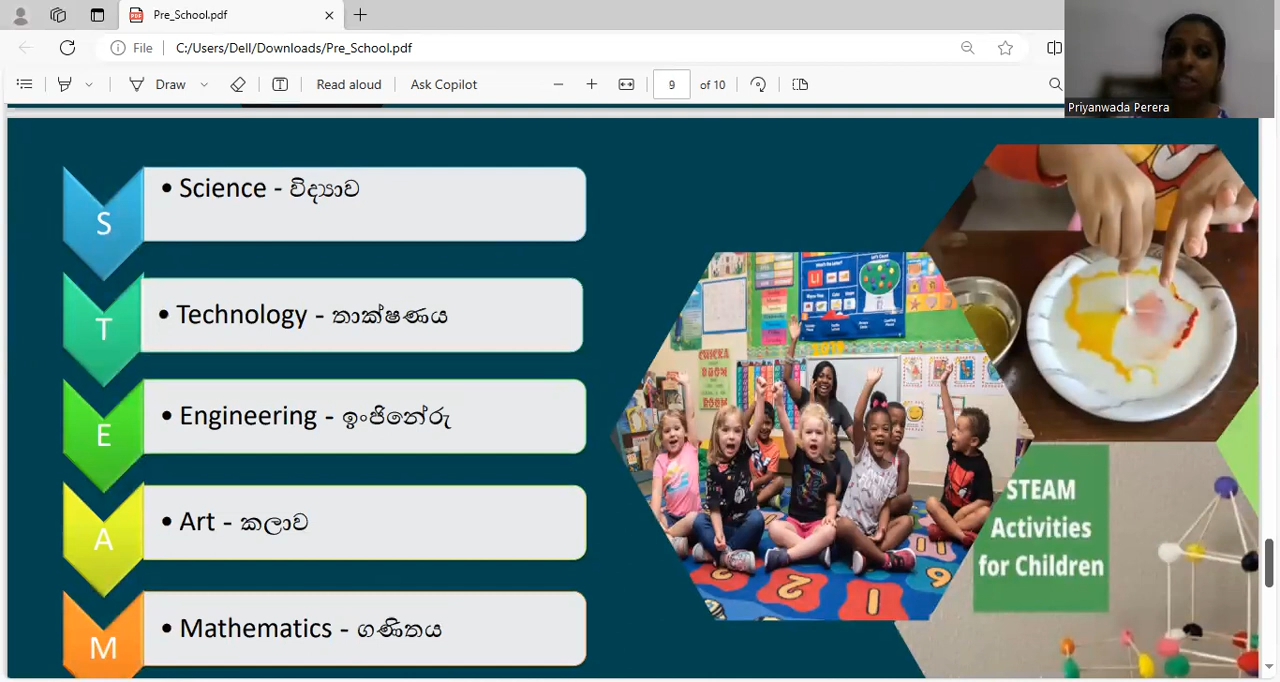 Pre_School.pdf
File
C:/Users/Dell/Downloads/Pre_School.pdf
Draw
Read aloud
Ask Copilot
9
of 10
Priyanwada Perera
S
• Science - විද්‍යාව
T
• Technology - තාක්ෂණය
E
• Engineering - ඉංජිනේරු
A
• Art - කලාව
M
• Mathematics - ගණිතය
STEAM
Activities
for Children